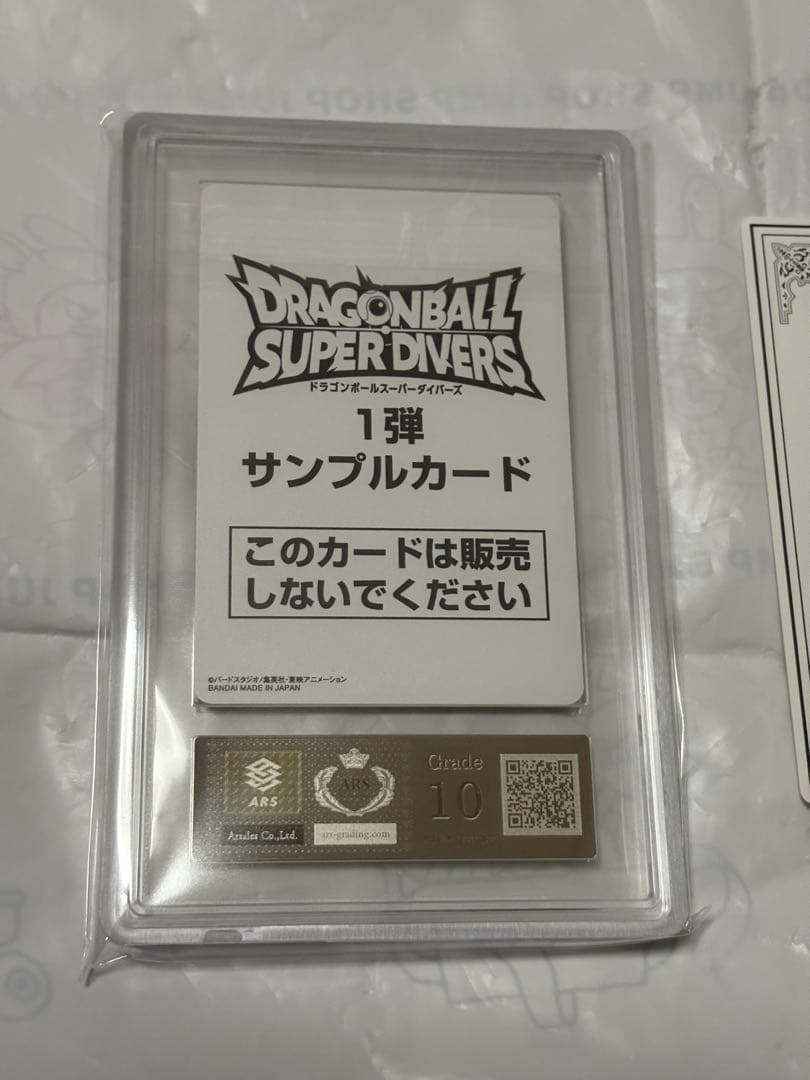 DRAGONBALL
SUPER DIVERS
ドラゴンボールスーパーダイバーズ
1弾
サンプルカード
このカードは販売
しないでください
©バードスタジオ/集英社・東映アニメーション
BANDAI MADE IN JAPAN
ARS
ARS
Grade
10
Arsales Co.,Ltd.
ars-grading.com